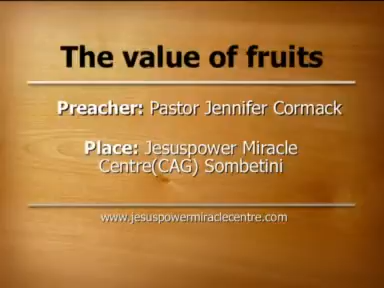 The value of fruits
Preacher: Pastor Jennifer Cormack
Place: Jesuspower Miracle
Centre(CAG) Sombetini
www.jesuspowermiraclecentre.com